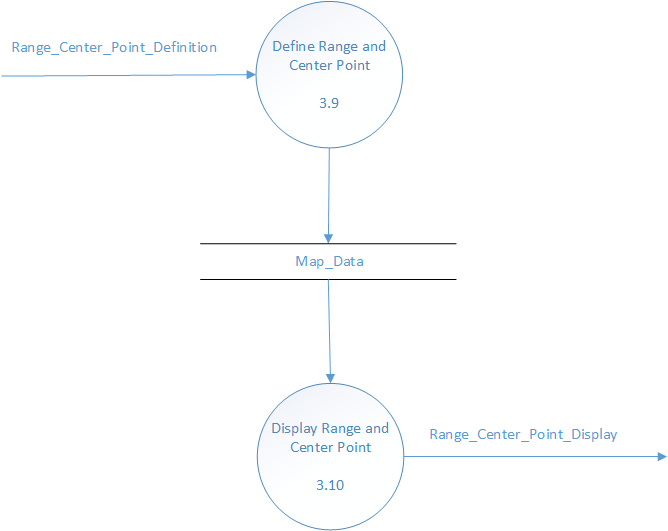 Range_Center_Point_Definition
Define Range and
Center Point
3.9
Map_Data
Display Range and
Center Point
3.10
Range_Center_Point_Display